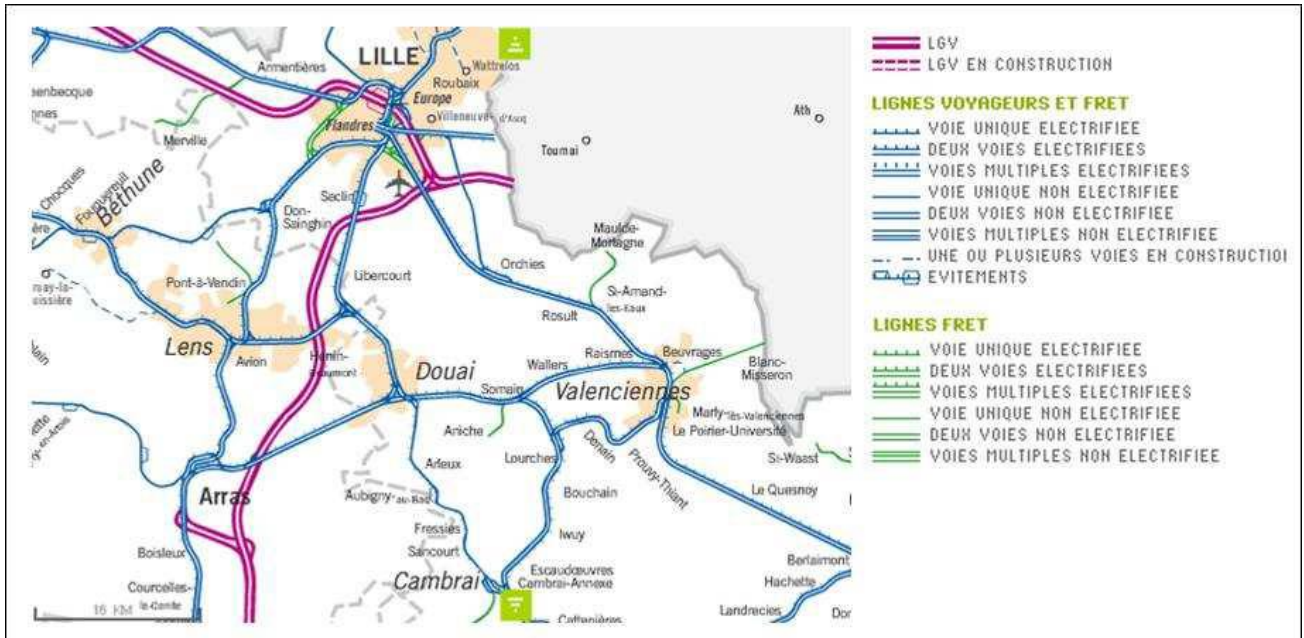 LILLE
Wattrelos
Roubaix
Armentières
Europe
Villeneuve-d'Ascq
Flandres
Merville
Ath
Tournai
Chocques
Fouquereuil
Béthune
Seclin
Don-
Sainghin
Maulde-
Mortagne
Orchies
Libercourt
Pont-à-Vendin
St-Amand-
les-Eaux
Rosult
Lens
Avion
Hénin-
Beaumont
Douai
Wallers
Raismes
Beuvrages
Blanc-
Misseron
Somain
Valenciennes
Marly-lès-Valenciennes
Le Poirier-Université
Aniche
Denain
Prouvy-Thiant
St-Waast
Arleux
Lourches
Arras
Aubigny-au-Bac
Bouchain
Le Quesnoy
Fressies
Iwuy
Sancourt
Boisleux
Escaudœuvres
Cambrai-Annexe
Cambrai
Berlaimont
Hachette
Courcelles-
le-Comte
Landrecies
Cattenières
16 KM
LGV
LGV EN CONSTRUCTION
LIGNES VOYAGEURS ET FRET
VOIE UNIQUE ELECTRIFIEE
DEUX VOIES ELECTRIFIEES
VOIES MULTIPLES ELECTRIFIEES
VOIE UNIQUE NON ELECTRIFIEE
DEUX VOIES NON ELECTRIFIEE
VOIES MULTIPLES NON ELECTRIFIEE
UNE OU PLUSIEURS VOIES EN CONSTRUCTIO
EVITEMENTS
LIGNES FRET
VOIE UNIQUE ELECTRIFIEE
DEUX VOIES ELECTRIFIEES
VOIES MULTIPLES ELECTRIFIEES
VOIE UNIQUE NON ELECTRIFIEE
DEUX VOIES NON ELECTRIFIEE
VOIES MULTIPLES NON ELECTRIFIEE